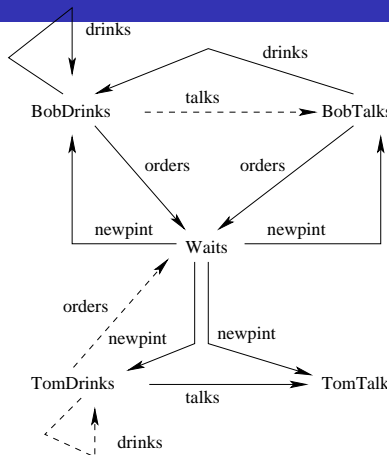 drinks
drinks
talks
BobDrinks
BobTalks
orders
orders
newpint
newpint
Waits
orders
newpint
newpint
TomDrinks
TomTalk
talks
drinks